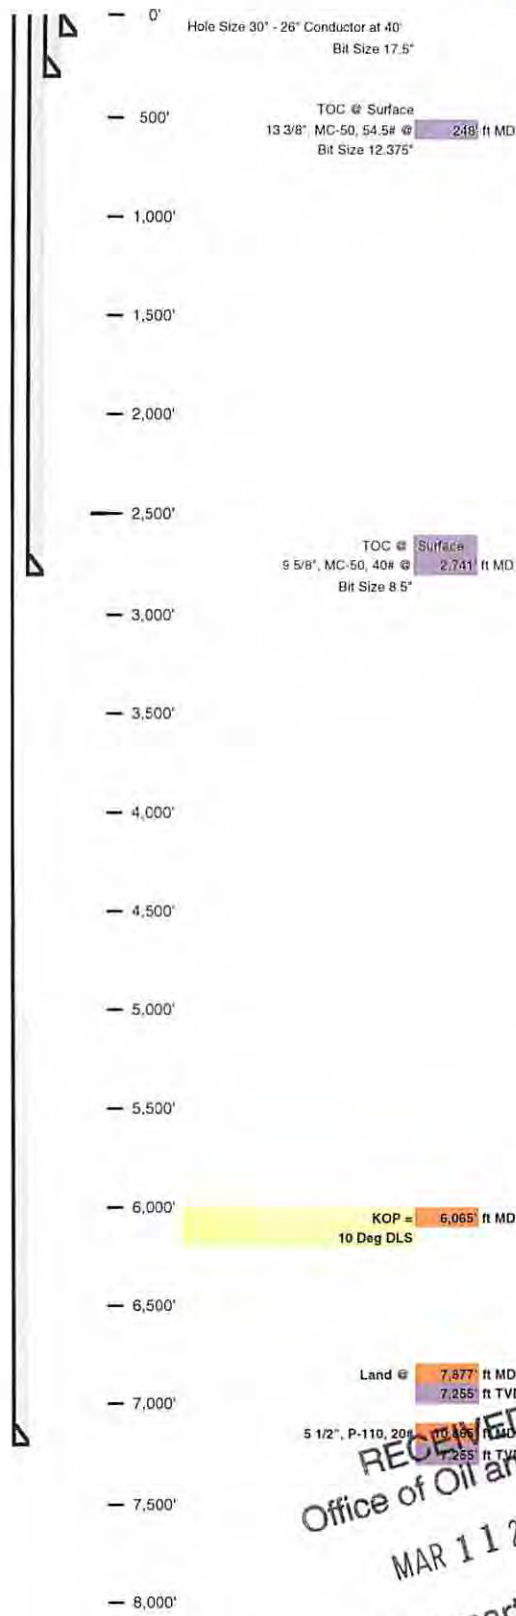 0'
Hole Size 30" - 26" Conductor at 40'
Bit Size 17.5"
500'
TOC @ Surface
13 3/8", MC-50, 54.5# @ 248' ft MD
Bit Size 12.375"
1,000'
1,500'
2,000'
2,500'
TOC @ Surface
9 5/8", MC-50, 40# @ 2,741' ft MD
Bit Size 8.5"
3,000'
3,500'
4,000'
4,500'
5,000'
5,500'
6,000'
KOP = 6,065' ft MD
10 Deg DLS
6,500'
Land @ 7,877' ft MD
7,255' ft TVD
7,000'
5 1/2", P-110, 20# ft MD
7,255' ft TVD
RECEIVED
Office of Oil an
MAR 11 2
7,500'
8,000'